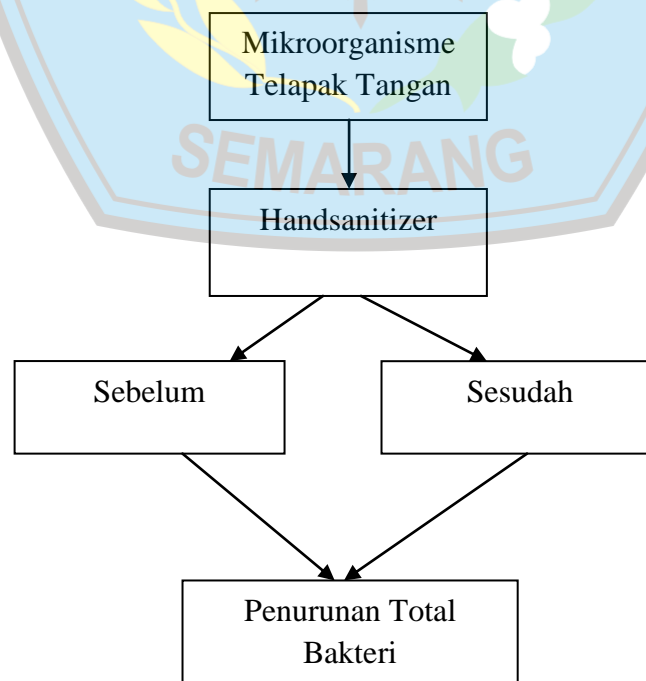 Mikroorganisme
Telapak Tangan
SEMARANG
Handsanitizer
Sebelum
Sesudah
Penurunan Total
Bakteri